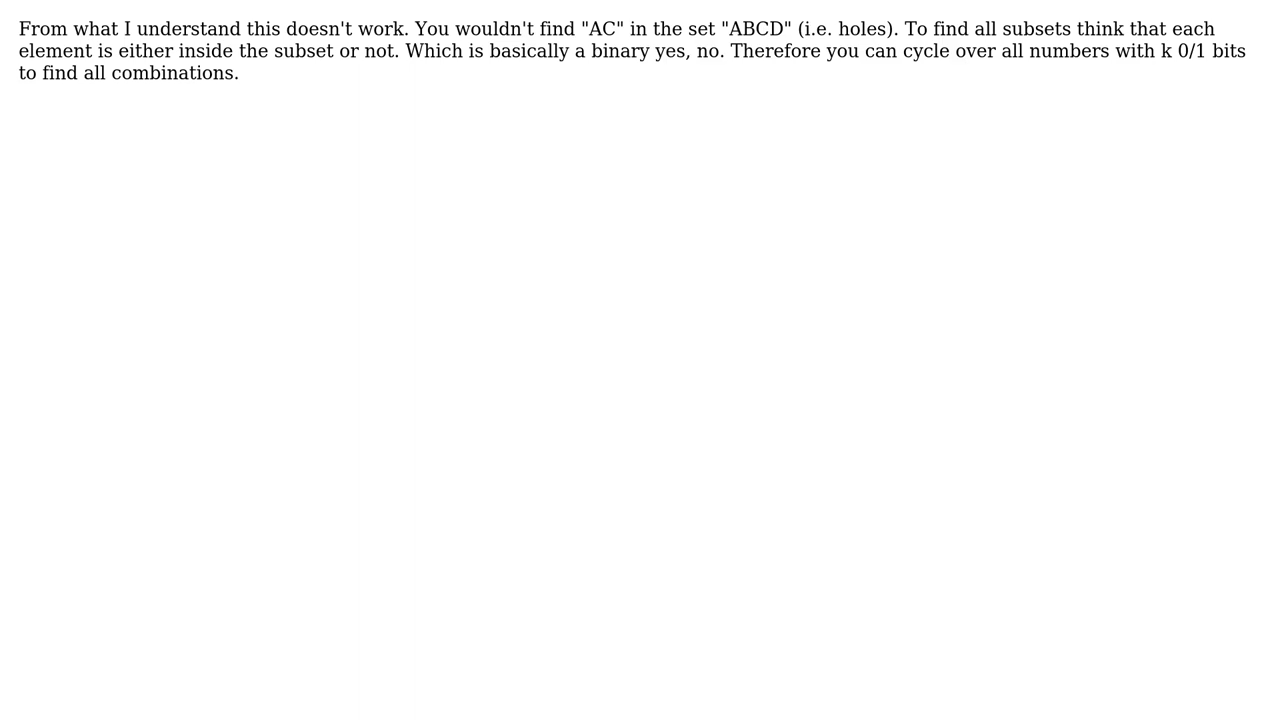 From what I understand this doesn't work. You wouldn't find "AC" in the set "ABCD" (i.e. holes). To find all subsets think that each
element is either inside the subset or not. Which is basically a binary yes, no. Therefore you can cycle over all numbers with k 0/1 bits
to find all combinations.